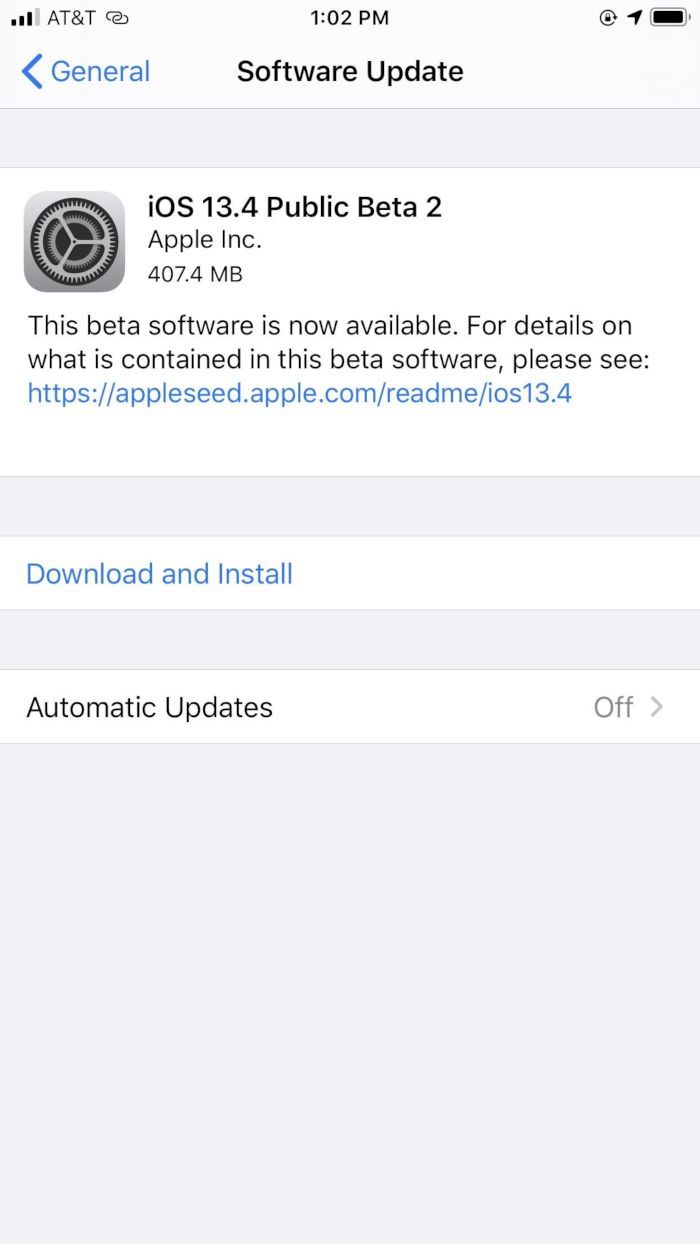 AT&T 1:02 PM
General Software Update
iOS 13.4 Public Beta 2
Apple Inc.
407.4 MB
This beta software is now available. For details on
what is contained in this beta software, please see:
https://appleseed.apple.com/readme/ios13.4
Download and Install
Automatic Updates Off